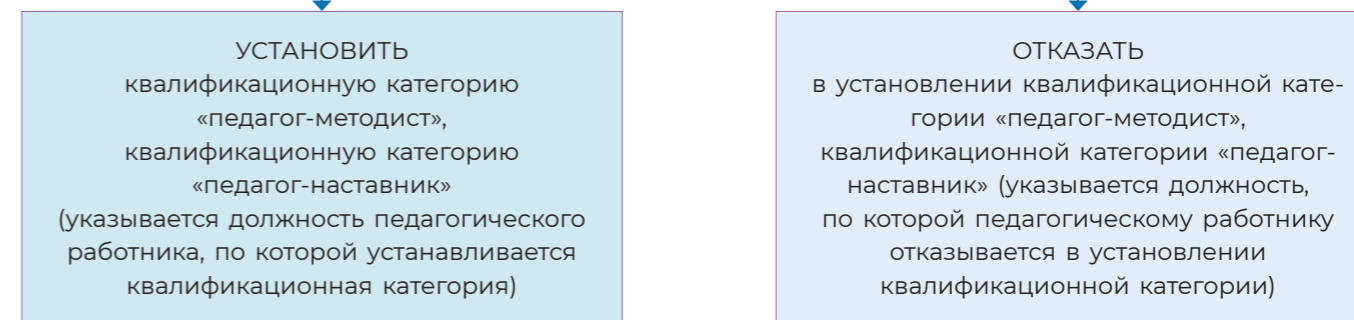 УСТАНОВИТЬ
квалификационную категорию
«педагог-методист»,
квалификационную категорию
«педагог-наставник»
(указывается должность педагогического
работника, по которой устанавливается
квалификационная категория)
ОТКАЗАТЬ
в установлении квалификационной кате-
гории «педагог-методист»,
квалификационной категории «педагог-
наставник» (указывается должность,
по которой педагогическому работнику
отказывается в установлении
квалификационной категории)